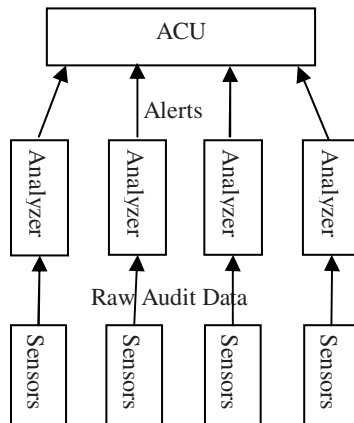 ACU
Alerts
Analyzer
Analyzer
Analyzer
Analyzer
Raw Audit Data
Sensors
Sensors
Sensors
Sensors